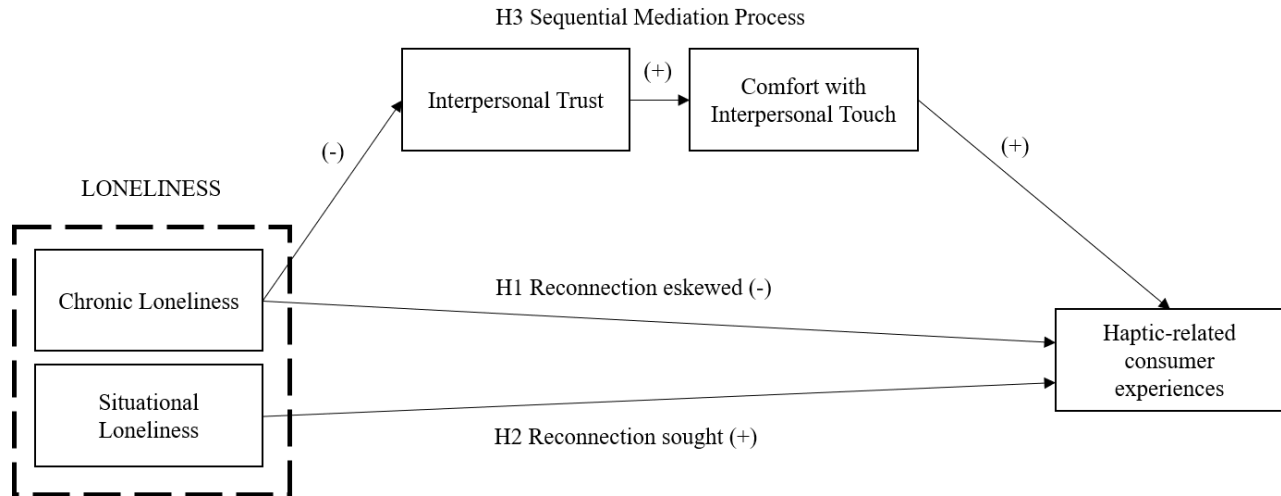 H3 Sequential Mediation Process
Interpersonal Trust
(+)
Comfort with
Interpersonal Touch
(-)
(+)
LONELINESS
Chronic Loneliness
H1 Reconnection eskewed (-)
Haptic-related
consumer
experiences
Situational
Loneliness
H2 Reconnection sought (+)